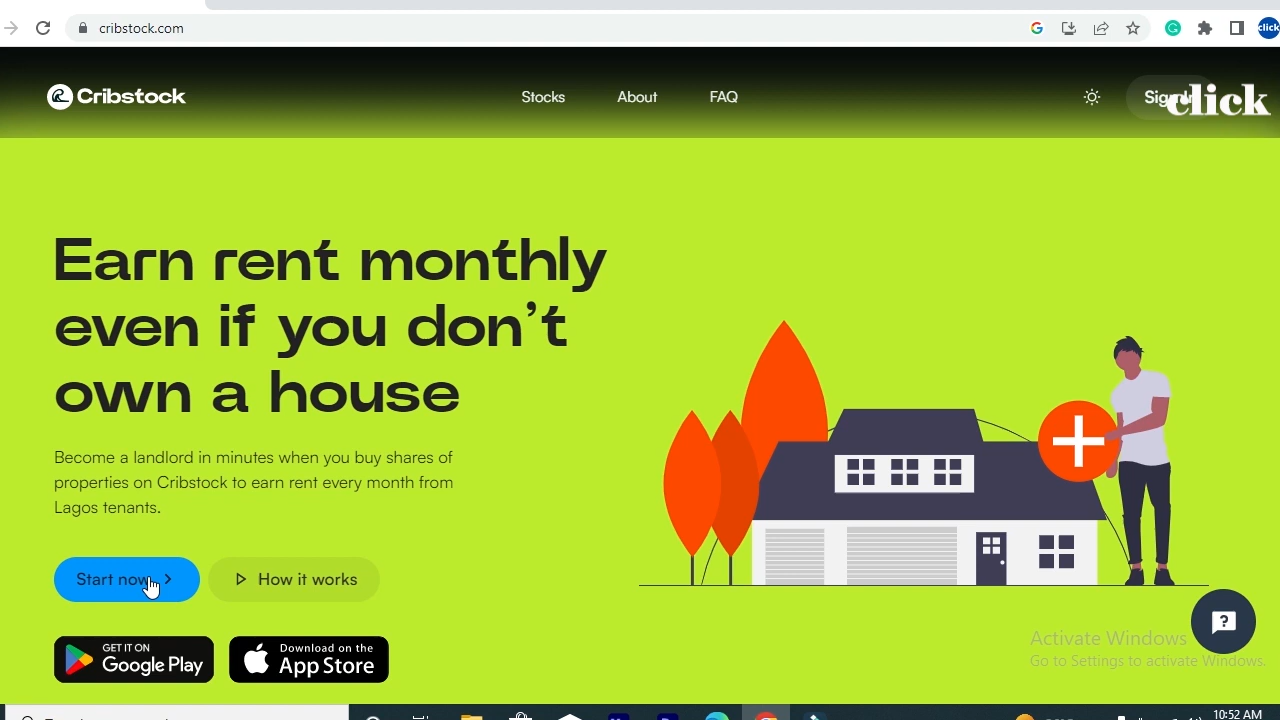 cribstock.com
click
Cribstock
Stocks
About
FAQ
click
Earn rent monthly
even if you don't
own a house
Become a landlord in minutes when you buy shares of
properties on Cribstock to earn rent every month from
Lagos tenants.
Start now
How it works
GET IT ON
Google Play
Download on the
App Store
Activate Windows
Go to Settings to activate Windows.
10:52 AM